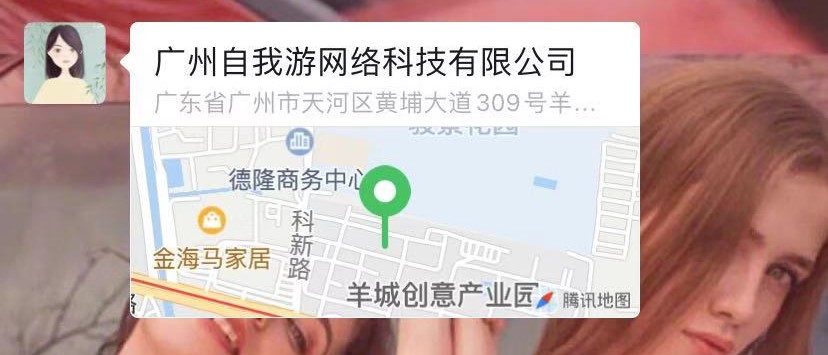 广州自我游网络科技有限公司
广东省广州市天河区黄埔大道309号羊...
骏景花园
德隆商务中心
科新路
金海马家居
羊城创意产业园
腾讯地图